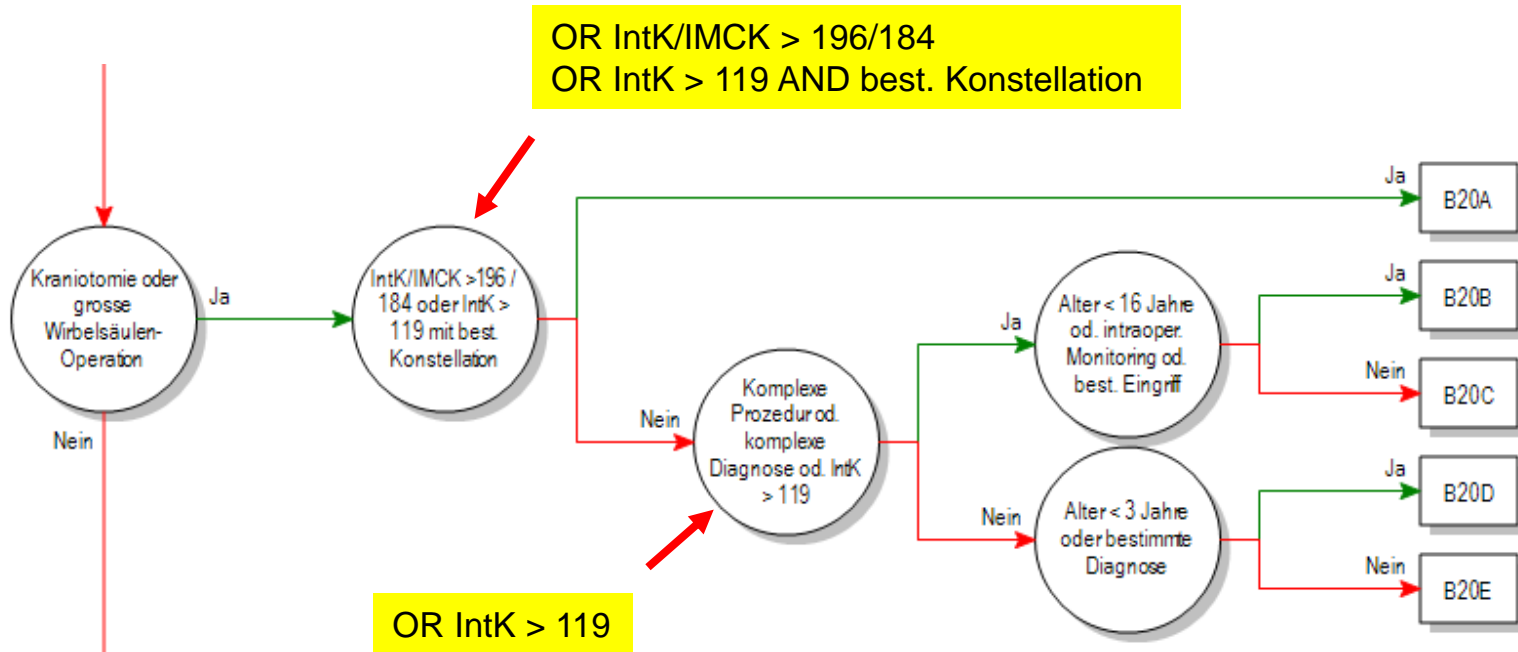 OR IntK/IMCK > 196/184
OR IntK > 119 AND best. Konstellation
Kraniotomie oder
grosse
Wirbelsäulen-
Operation
Ja
Nein
IntK/IMCK >196 /
184 oder IntK >
119 mit best.
Konstellation
Ja
B20A
Nein
Komplexe
Prozedur od.
komplexe
Diagnose od. IntK
> 119
Ja
Alter < 16 Jahre
od. intraoper.
Monitoring od.
best. Eingriff
Ja
B20B
Nein
B20C
Nein
Alter < 3 Jahre
oder bestimmte
Diagnose
Ja
B20D
Nein
B20E
OR IntK > 119